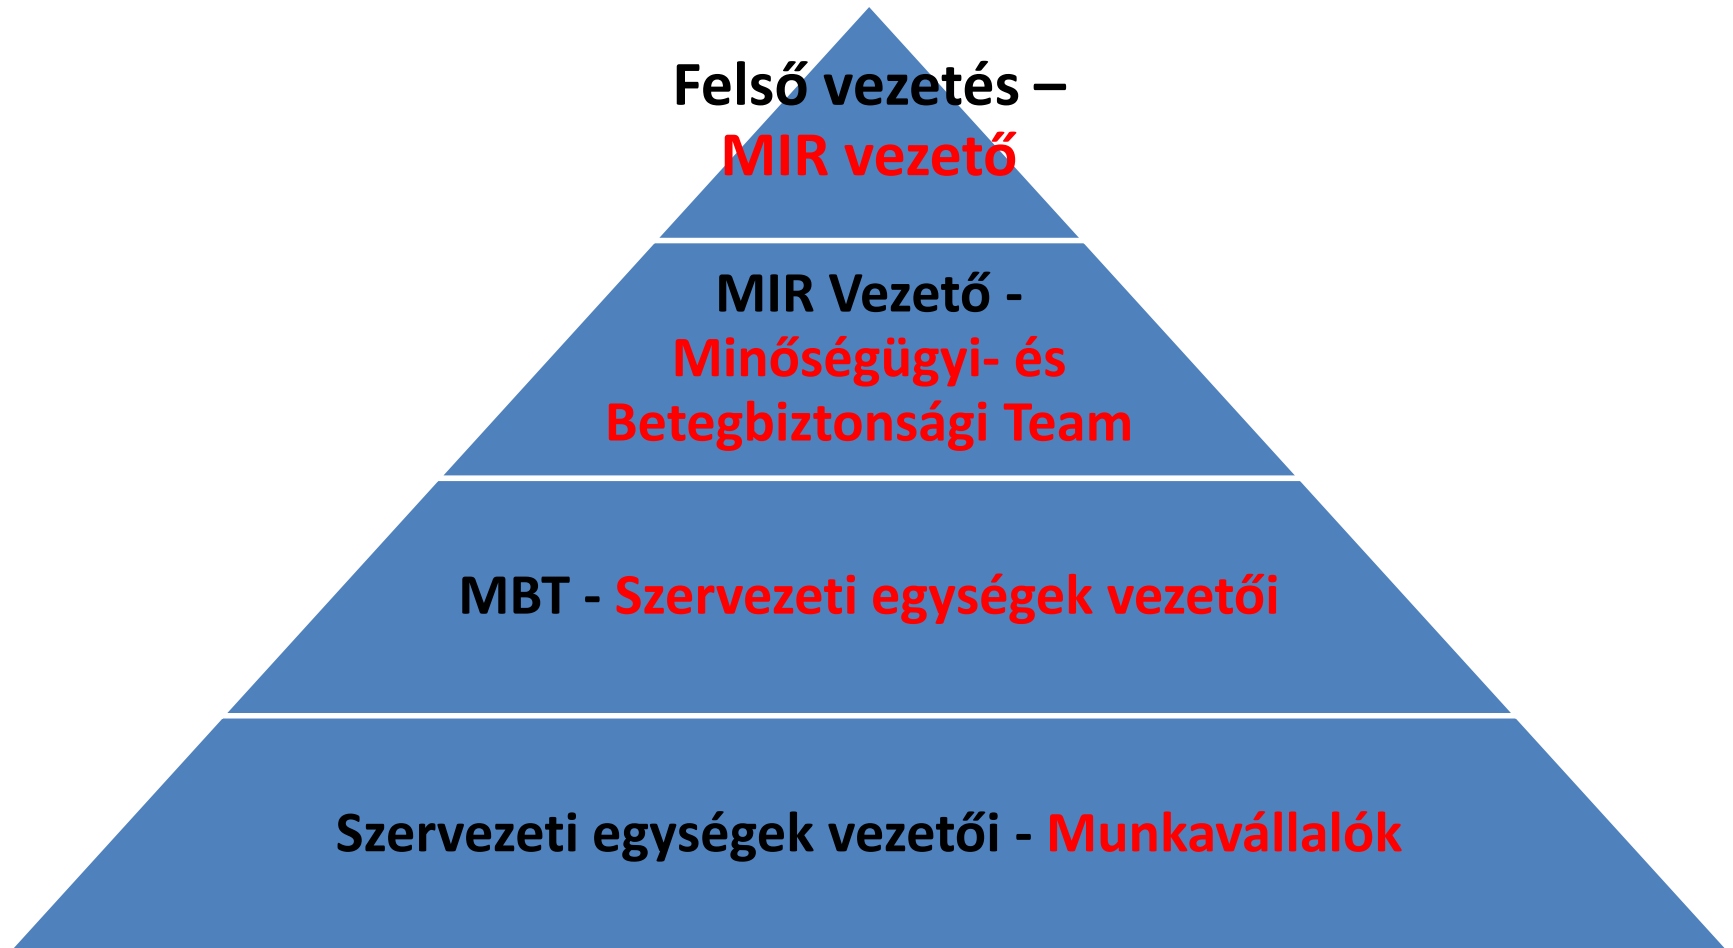 Felső vezetés –
MIR vezető
MIR Vezető -
Minőségügyi- és
Betegbiztonsági Team
MBT - Szervezeti egységek vezetői
Szervezeti egységek vezetői - Munkavállalók